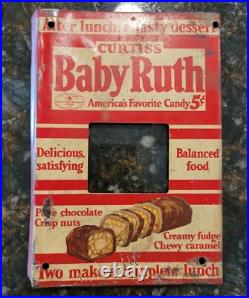 After lunch, a tasty dessert
CURTISS
Baby Ruth
America's Favorite Candy 5¢
Delicious,
satisfying
Balanced
food
Pure chocolate
Crisp nuts
Creamy fudge
Chewy caramel
Two make a complete lunch